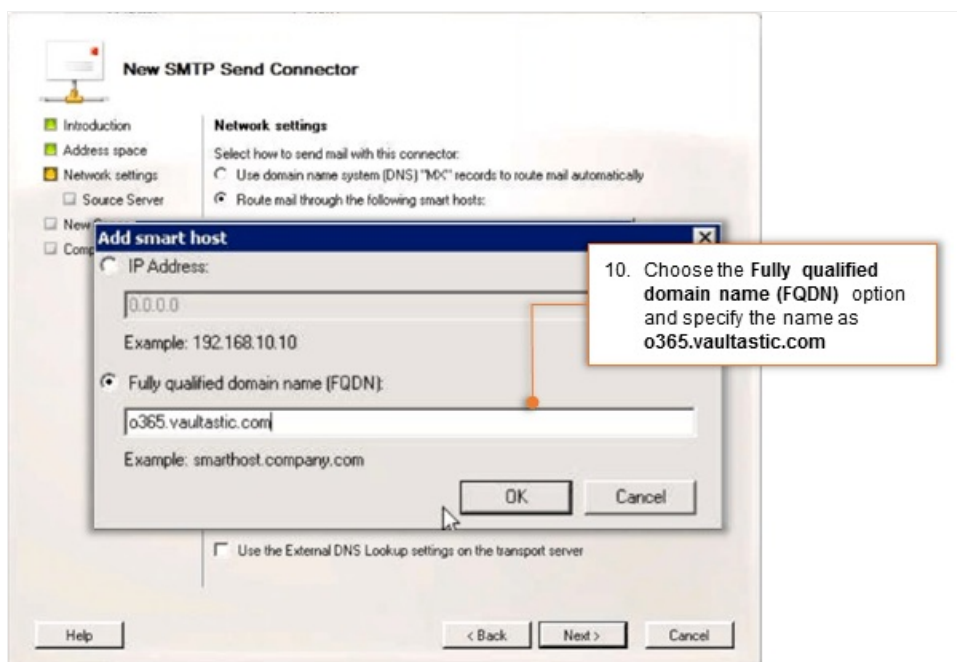 New SMTP Send Connector
Introduction
Address space
Network settings
Source Server
New
Comp
Network settings
Select how to send mail with this connector:
Use domain name system (DNS) "MX" records to route mail automatically
Route mail through the following smart hosts:
Add smart host
IP Address:
0.0.0.0
Example: 192.168.10.10
Fully qualified domain name (FQDN):
o365.vaultastic.com
Example: smarthost.company.com
OK
Cancel
10. Choose the Fully qualified
domain name (FQDN) option
and specify the name as
o365.vaultastic.com
Use the External DNS Lookup settings on the transport server
Help
< Back
Next >
Cancel